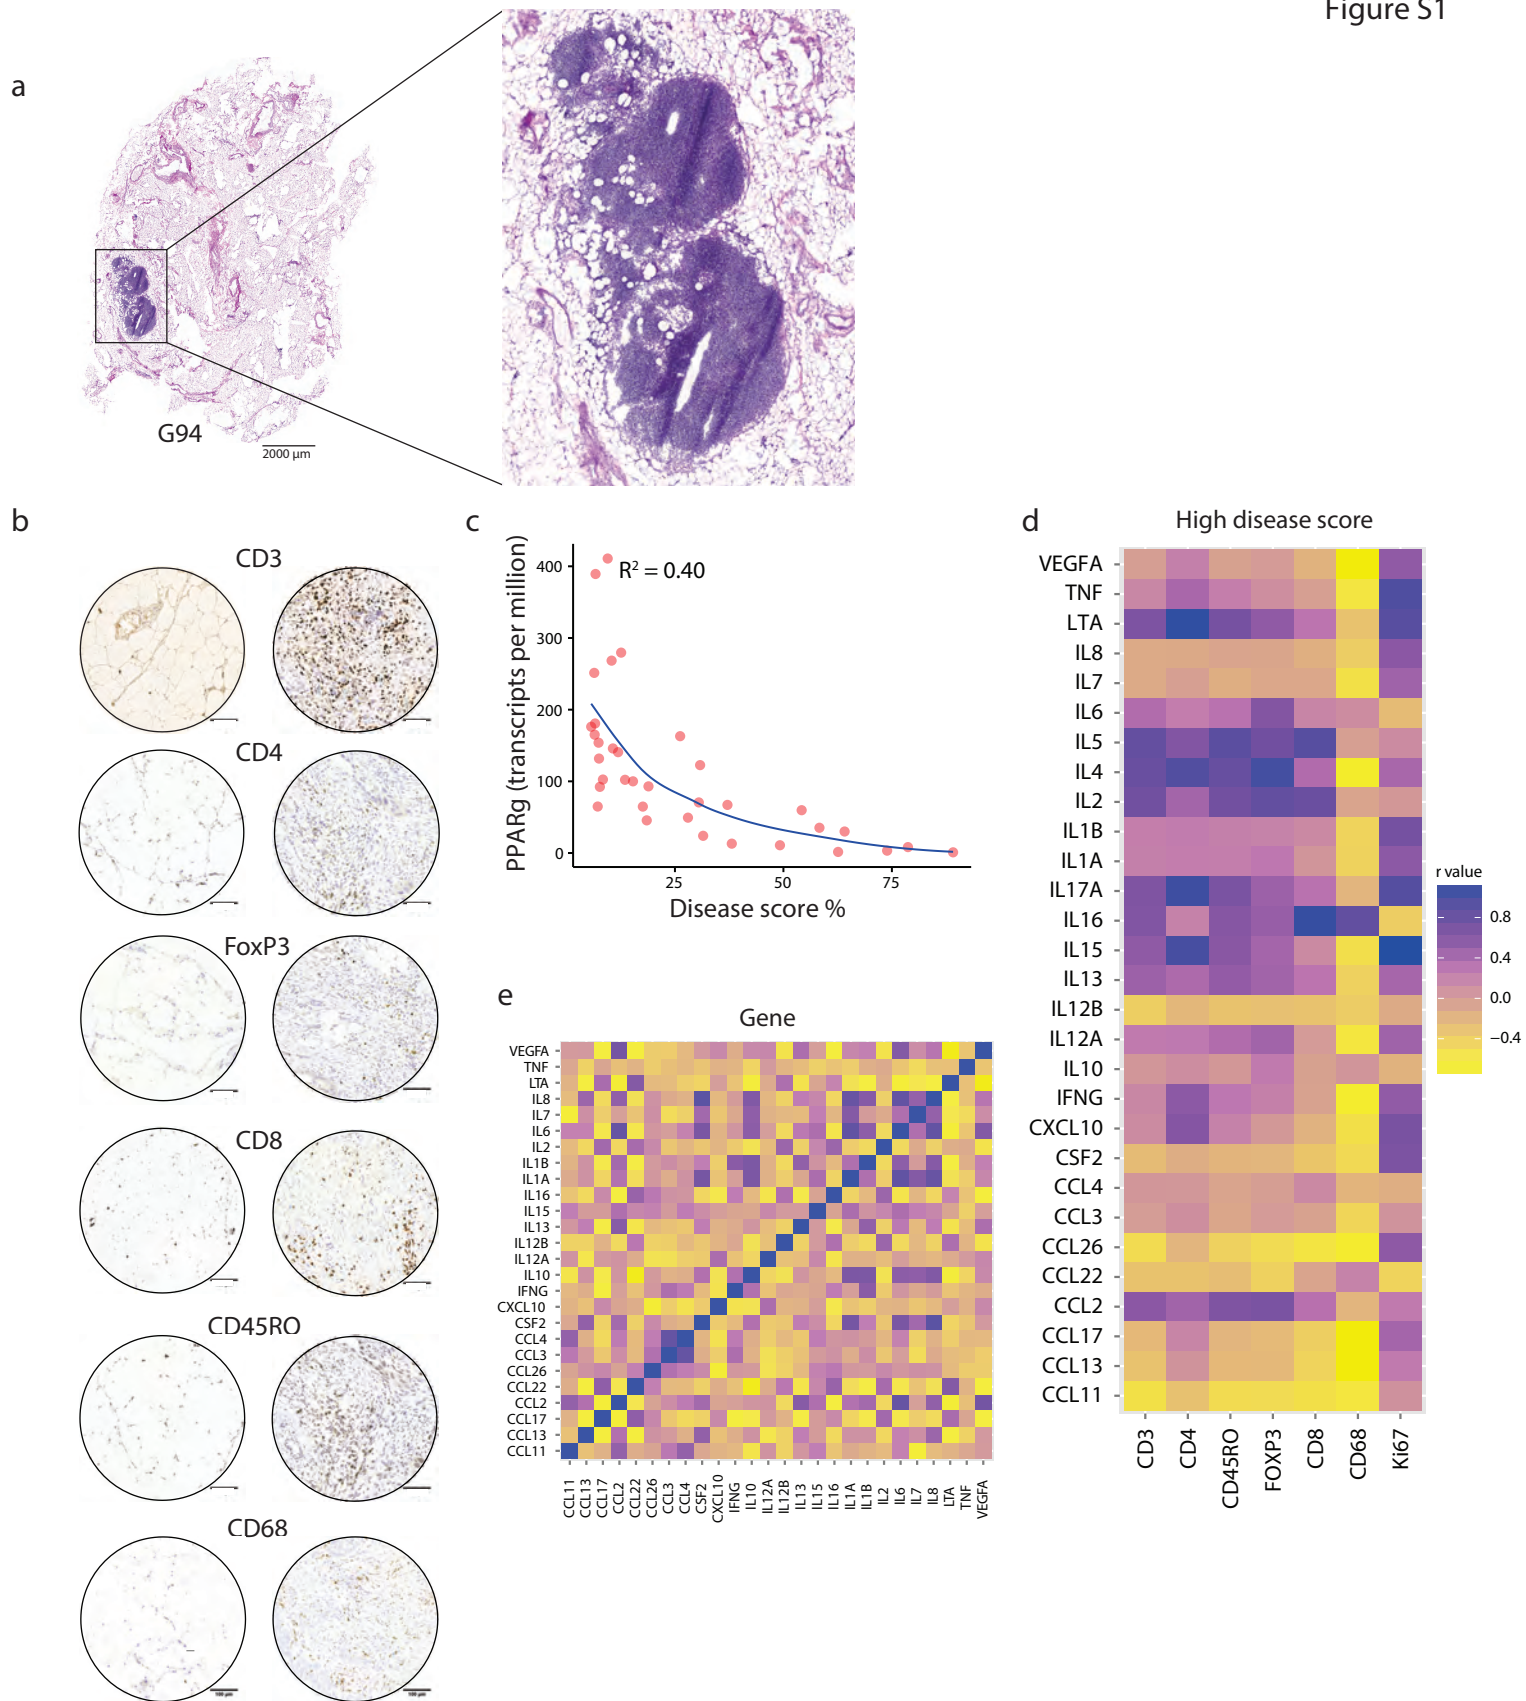 Figure S1
a
G94
2000 µm
b
CD3
CD4
FoxP3
CD8
CD45RO
CD68
100 µm
100 µm
c
PPARg (transcripts per million)
400
300
200
100
0
R² = 0.40
25
50
75
Disease score %
d
High disease score
VEGFA
TNF
LTA
IL8
IL7
IL6
IL5
IL4
IL2
IL1B
IL1A
IL17A
IL16
IL15
IL13
IL12B
IL12A
IL10
IFNG
CXCL10
CSF2
CCL4
CCL3
CCL26
CCL22
CCL2
CCL17
CCL13
CCL11
CD3
CD4
CD45RO
FOXP3
CD8
CD68
Ki67
r value
0.8
0.4
0.0
−0.4
e
Gene
VEGFA
TNF
LTA
IL8
IL7
IL6
IL2
IL1B
IL1A
IL16
IL15
IL13
IL12B
IL12A
IL10
IFNG
CXCL10
CSF2
CCL4
CCL3
CCL26
CCL22
CCL2
CCL17
CCL13
CCL11
CCL11
CCL13
CCL17
CCL2
CCL22
CCL26
CCL3
CCL4
CSF2
CXCL10
IFNG
IL10
IL12A
IL12B
IL13
IL15
IL16
IL1A
IL1B
IL2
IL6
IL7
IL8
LTA
TNF
VEGFA